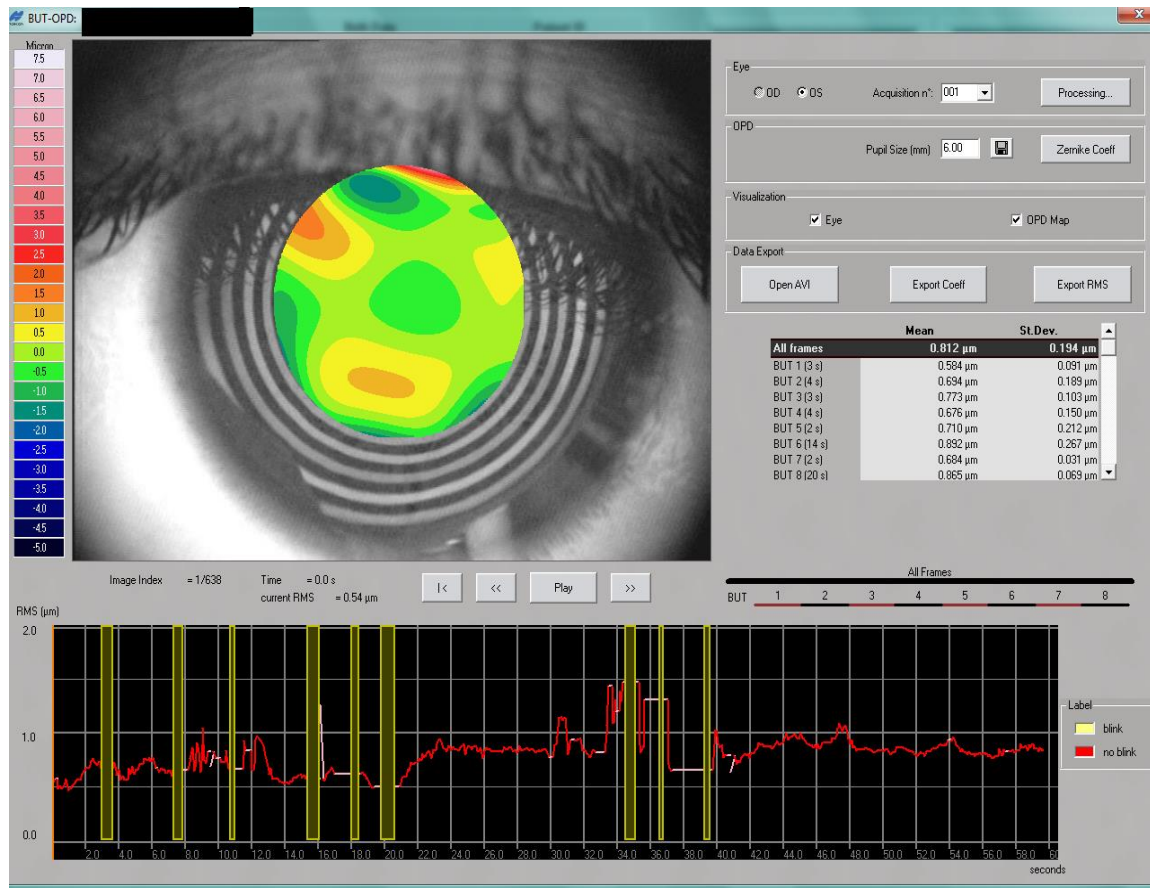 BUT-OPD:
Micron
7.5
7.0
6.5
6.0
5.5
5.0
4.5
4.0
3.5
3.0
2.5
2.0
1.5
1.0
0.5
0.0
-0.5
-1.0
-1.5
-2.0
-2.5
-3.0
-3.5
-4.0
-4.5
-5.0
Eye
OD OS Acquisition n°: 001 Processing...
OPD
Pupil Size (mm) 6.00 Zernike Coeff
Visualization
Eye OPD Map
Data Export
Open AVI Export Coeff Export RMS
Mean St.Dev.
All frames 0.812 µm 0.194 µm
BUT 1 (3 s) 0.584 µm 0.091 µm
BUT 2 (4 s) 0.694 µm 0.189 µm
BUT 3 (3 s) 0.773 µm 0.103 µm
BUT 4 (4 s) 0.676 µm 0.150 µm
BUT 5 (2 s) 0.710 µm 0.212 µm
BUT 6 (14 s) 0.892 µm 0.267 µm
BUT 7 (2 s) 0.684 µm 0.031 µm
BUT 8 (20 s) 0.865 µm 0.069 µm
Image Index = 1/638 Time = 0.0 s
current RMS = 0.54 µm
|< << Play >>
All Frames
BUT 1 2 3 4 5 6 7 8
RMS (µm)
2.0
1.0
0.0
2.0 4.0 6.0 8.0 10.0 12.0 14.0 16.0 18.0 20.0 22.0 24.0 26.0 28.0 30.0 32.0 34.0 36.0 38.0 40.0 42.0 44.0 46.0 48.0 50.0 52.0 54.0 56.0 58.0 60
seconds
Label
blink
no blink